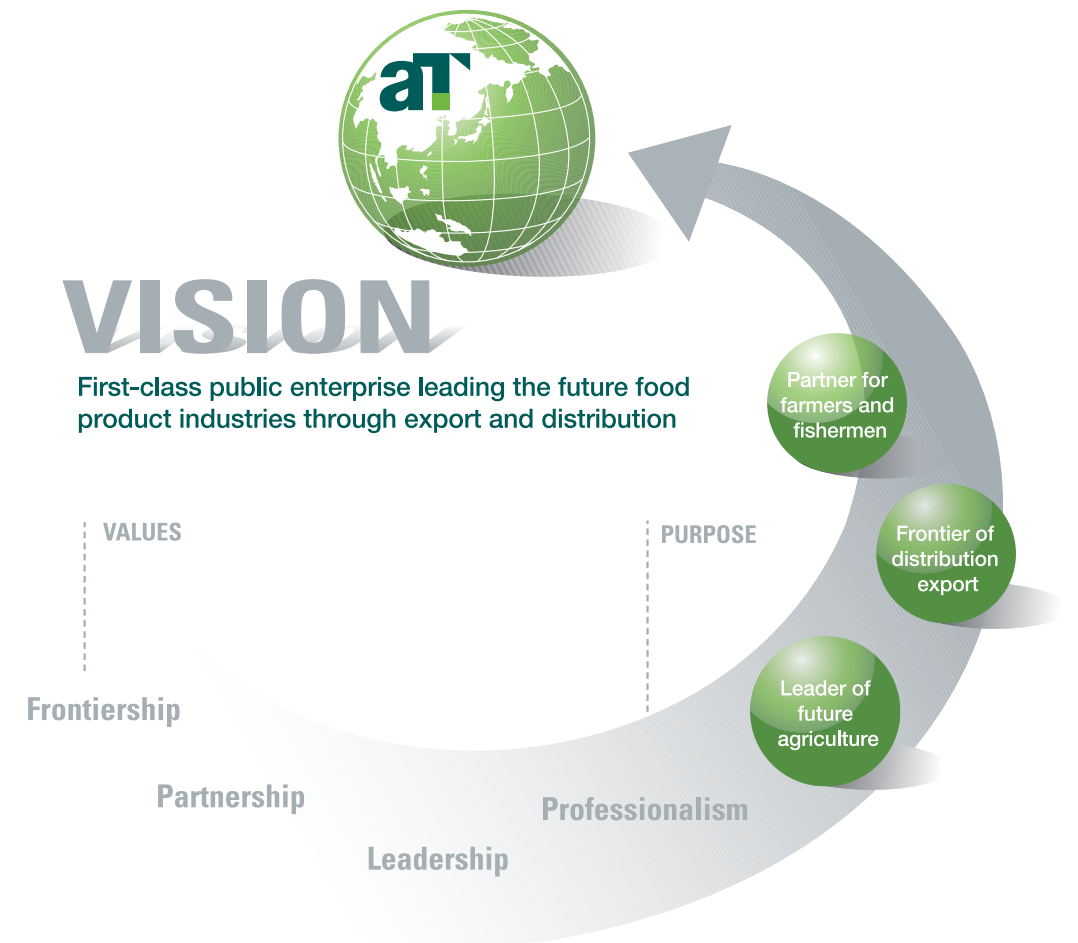 aT
VISION
First-class public enterprise leading the future food
product industries through export and distribution
Partner for
farmers and
fishermen
VALUES
PURPOSE
Frontier of
distribution
export
Leader of
future
agriculture
Frontiership
Partnership
Leadership
Professionalism